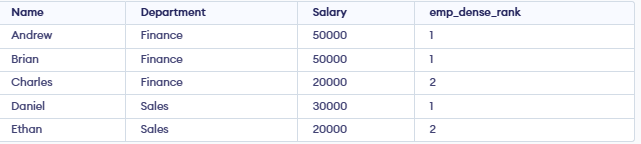 Name Department Salary emp_dense_rank
Andrew Finance 50000 1
Brian Finance 50000 1
Charles Finance 20000 2
Daniel Sales 30000 1
Ethan Sales 20000 2